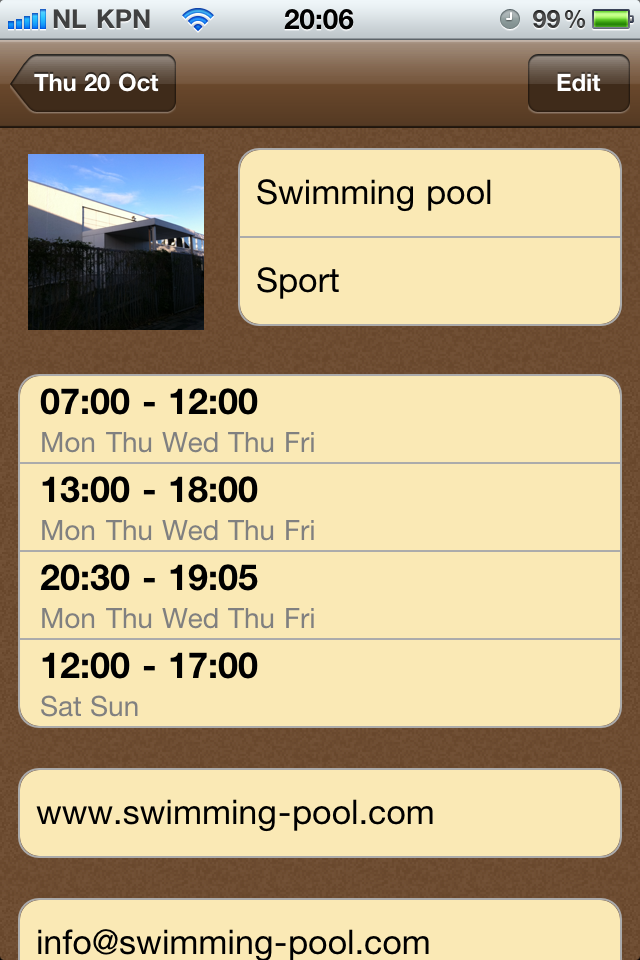 NL KPN 20:06 99 %
Thu 20 Oct Edit
Swimming pool
Sport
07:00 - 12:00
Mon Thu Wed Thu Fri
13:00 - 18:00
Mon Thu Wed Thu Fri
20:30 - 19:05
Mon Thu Wed Thu Fri
12:00 - 17:00
Sat Sun
www.swimming-pool.com
info@swimming-pool.com